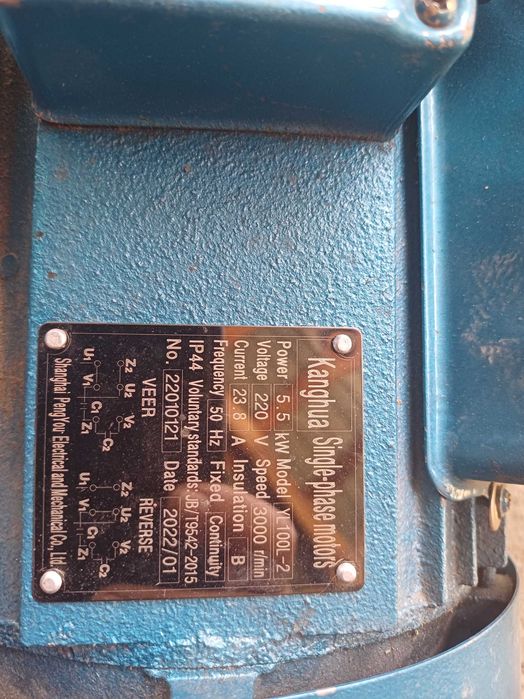 Kanghua Single-phase motors
Power 5.5 kW Model YL 100L-2
Voltage 220 V Speed 3000 r/min
Current 23.8 A Insulation B
Frequency 50 Hz Fixed Continuity
IP44 Voluntary standards:JB/T9542-2015
No. 22010121 Date 2022/01
VEER REVERSE
Z2 U2 V2 Z2 U2 V2
C2 C2
U1 V1 C1 Z1 U1 V1 C1 Z1
Shanghai PengYou Electrical and Mechanical Co., Ltd.